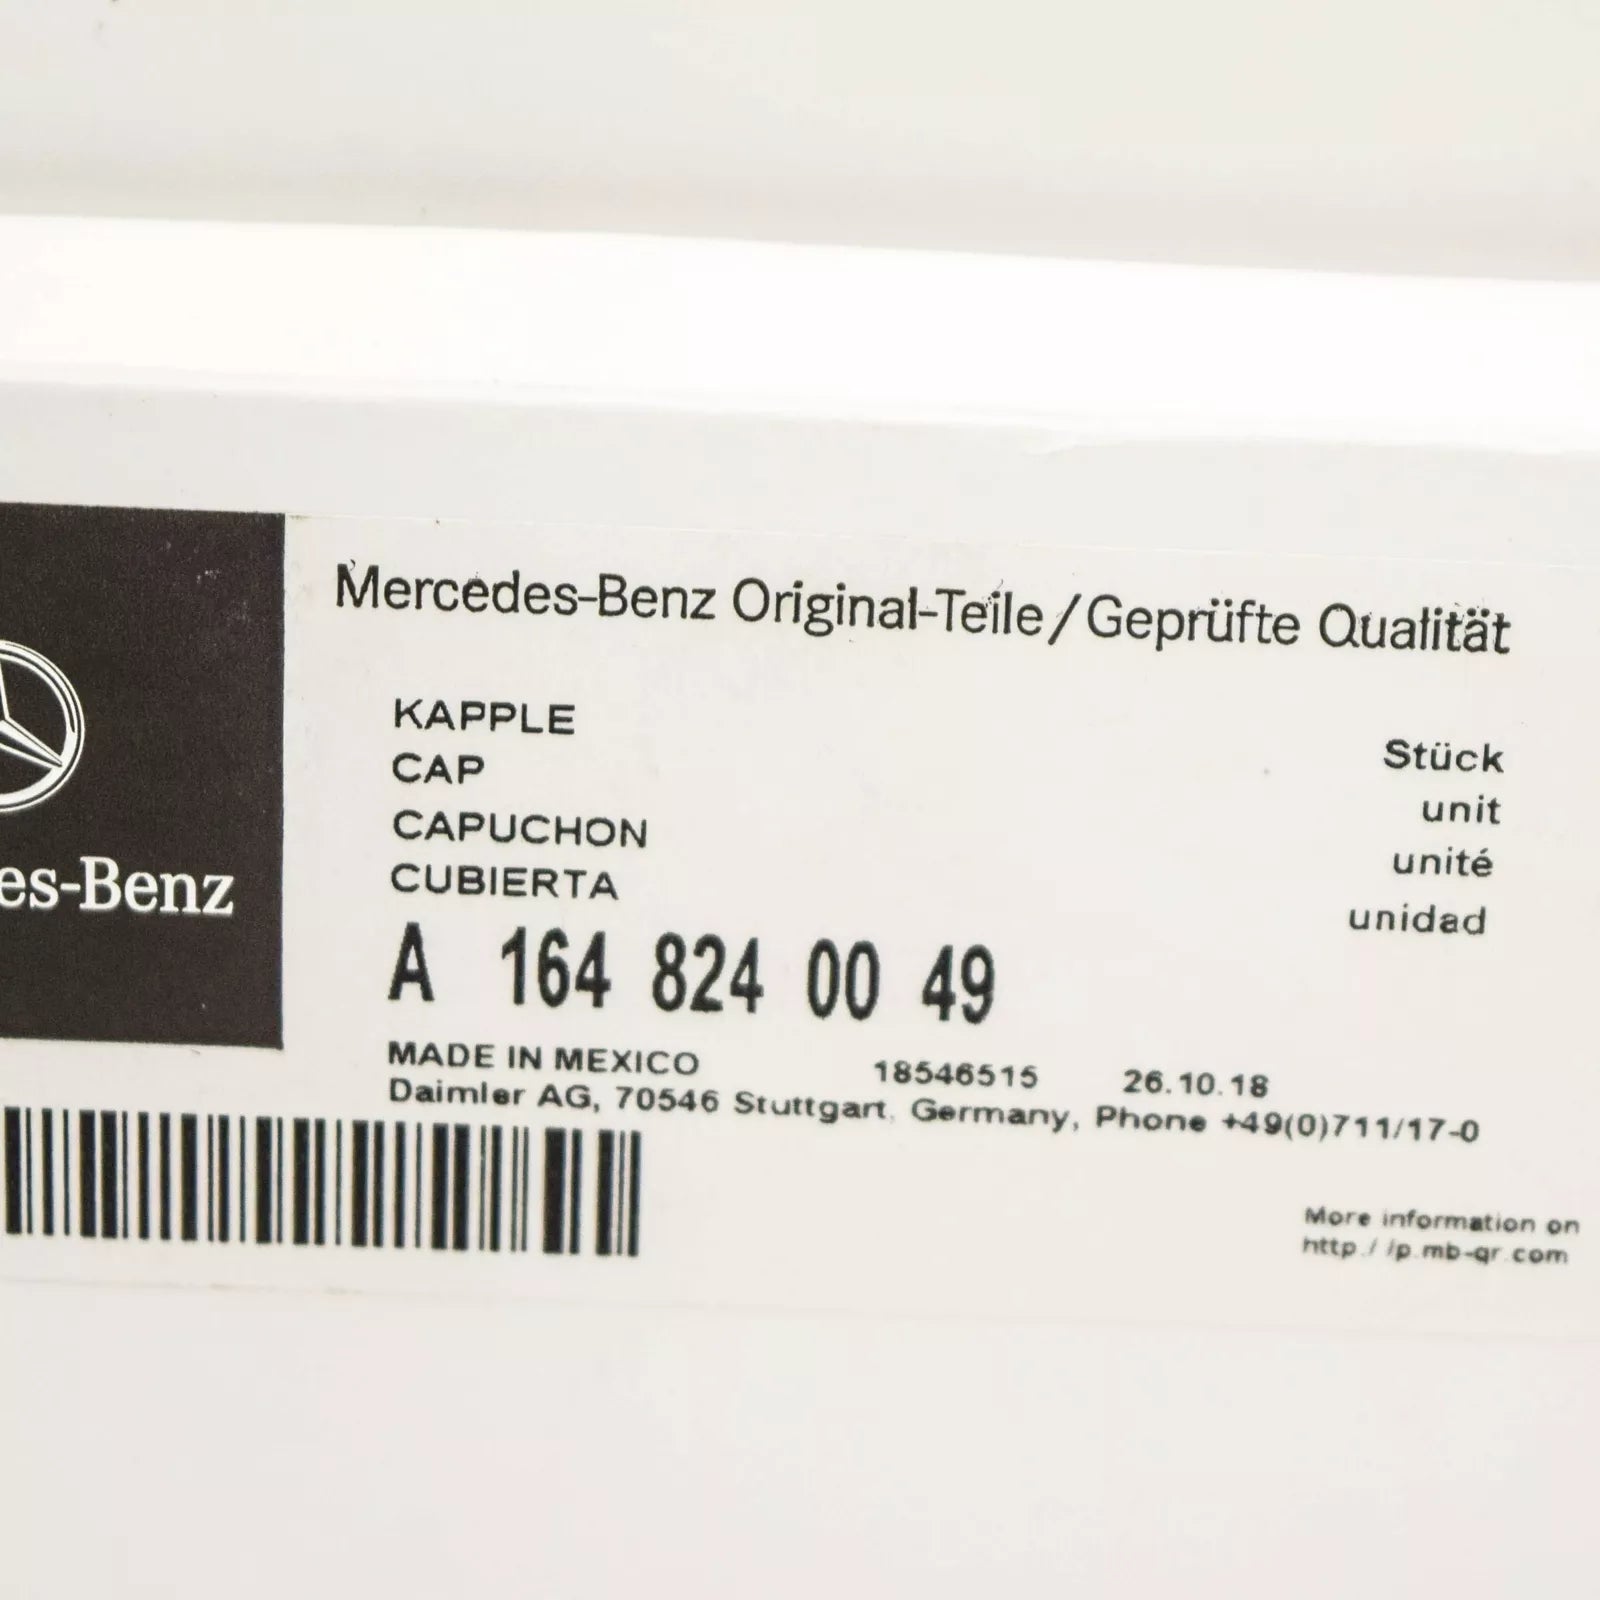 Mercedes-Benz Original-Teile/Geprüfte Qualität
KAPPLE
CAP
CAPUCHON
CUBIERTA
Stück
unit
unité
unidad
es-Benz
A 164 824 00 49
MADE IN MEXICO 18546515 26.10.18
Daimler AG, 70546 Stuttgart, Germany, Phone +49(0)711/17-0
More information on
http://p.mb-qr.com